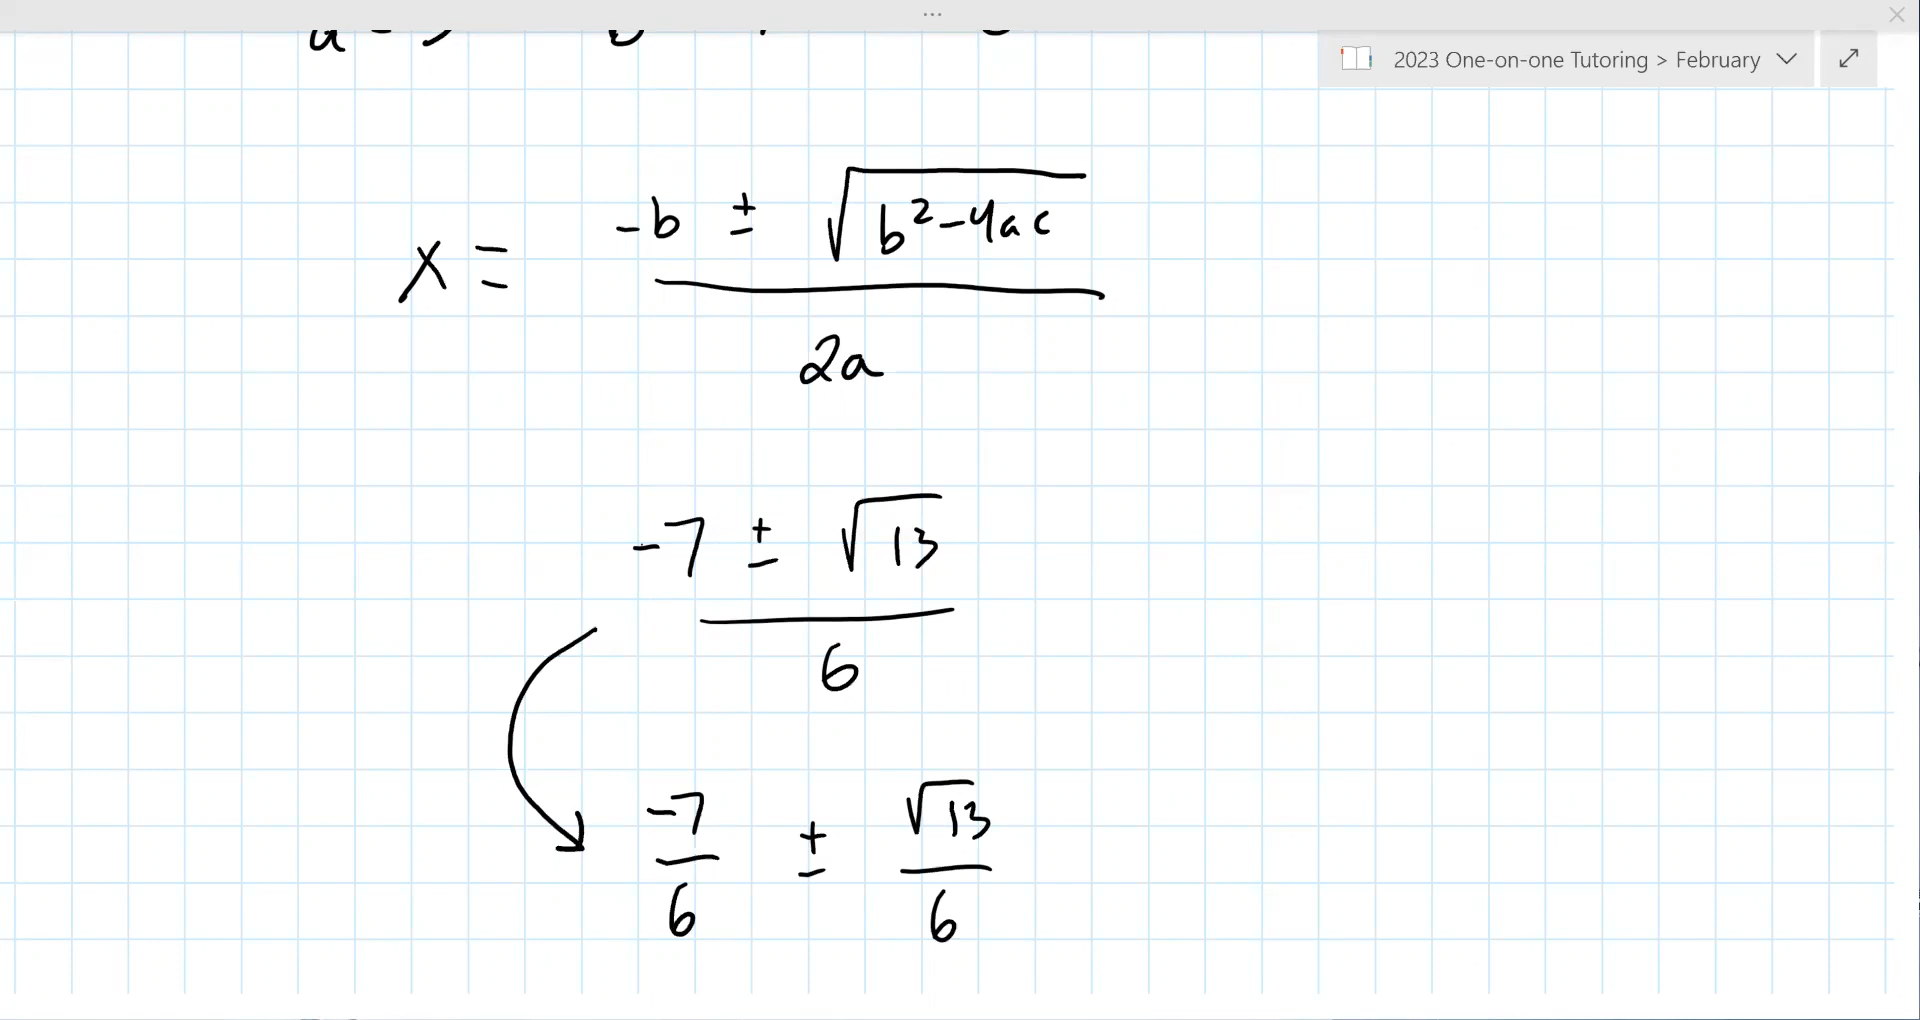 2023 One-on-one Tutoring > February
x = (-b ± √(b²-4ac)) / 2a
(-7 ± √13) / 6
-7/6 ± √13/6